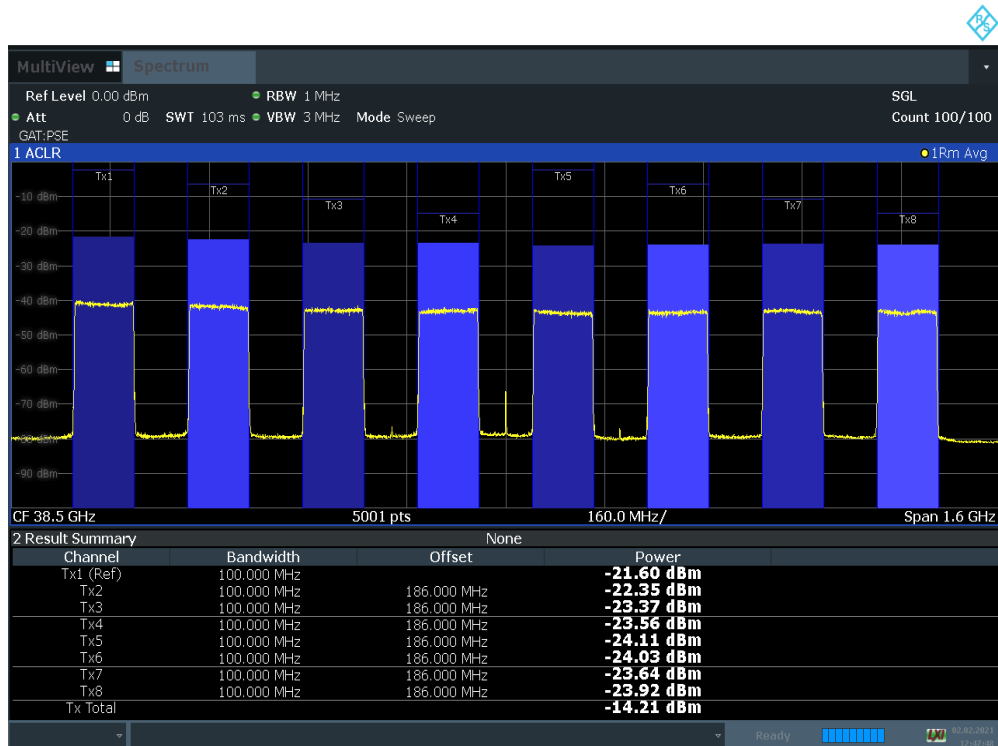 R&S
MultiView Spectrum
Ref Level 0.00 dBm RBW 1 MHz SGL
Att 0 dB SWT 103 ms VBW 3 MHz Mode Sweep Count 100/100
GAT:PSE
1 ACLR 1Rm Avg
Tx1 Tx5
Tx2 Tx6
-10 dBm
Tx3 Tx7
Tx4 Tx8
-20 dBm
-30 dBm
-40 dBm
-50 dBm
-60 dBm
-70 dBm
-80 dBm
-90 dBm
CF 38.5 GHz 5001 pts 160.0 MHz/ Span 1.6 GHz
2 Result Summary None
Channel Bandwidth Offset Power
Tx1 (Ref) 100.000 MHz -21.60 dBm
Tx2 100.000 MHz 186.000 MHz -22.35 dBm
Tx3 100.000 MHz 186.000 MHz -23.37 dBm
Tx4 100.000 MHz 186.000 MHz -23.56 dBm
Tx5 100.000 MHz 186.000 MHz -24.11 dBm
Tx6 100.000 MHz 186.000 MHz -24.03 dBm
Tx7 100.000 MHz 186.000 MHz -23.64 dBm
Tx8 100.000 MHz 186.000 MHz -23.92 dBm
Tx Total -14.21 dBm
Ready LXI 02.02.2021